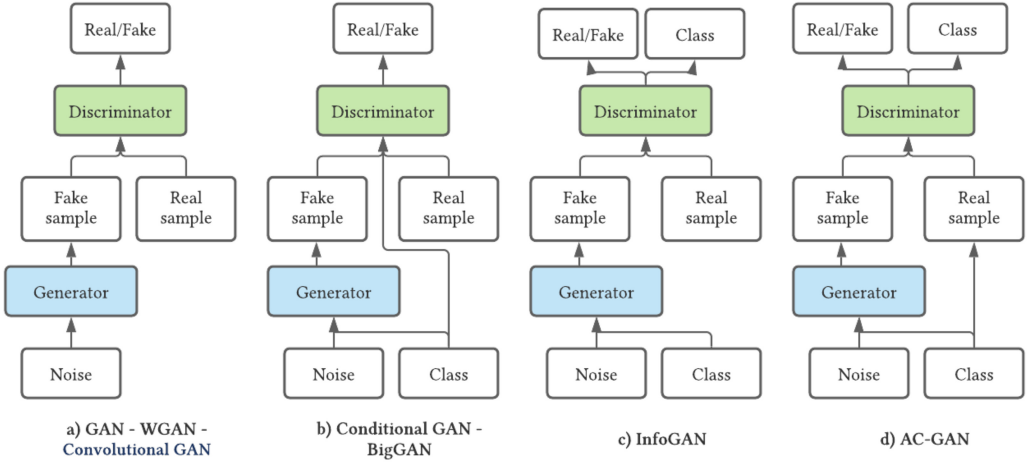 Real/Fake
Discriminator
Fake
sample
Real
sample
Generator
Noise
a) GAN - WGAN -
Convolutional GAN
Real/Fake
Discriminator
Fake
sample
Real
sample
Generator
Noise
Class
b) Conditional GAN -
BigGAN
Real/Fake
Class
Discriminator
Fake
sample
Real
sample
Generator
Noise
Class
c) InfoGAN
Real/Fake
Class
Discriminator
Fake
sample
Real
sample
Generator
Noise
Class
d) AC-GAN